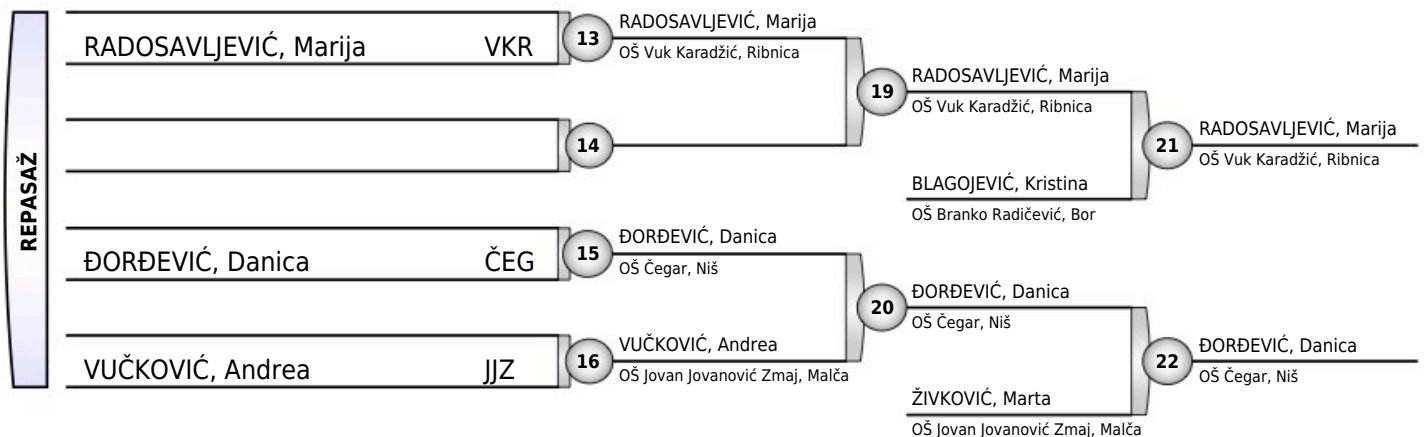 REPASAŽ
RADOSAVLJEVIĆ, Marija VKR
13
RADOSAVLJEVIĆ, Marija
OŠ Vuk Karadžić, Ribnica
14
19
RADOSAVLJEVIĆ, Marija
OŠ Vuk Karadžić, Ribnica
BLAGOJEVIĆ, Kristina
OŠ Branko Radičević, Bor
21
RADOSAVLJEVIĆ, Marija
OŠ Vuk Karadžić, Ribnica
ĐORĐEVIĆ, Danica ČEG
15
ĐORĐEVIĆ, Danica
OŠ Čegar, Niš
VUČKOVIĆ, Andrea JJZ
16
VUČKOVIĆ, Andrea
OŠ Jovan Jovanović Zmaj, Malča
20
ĐORĐEVIĆ, Danica
OŠ Čegar, Niš
ŽIVKOVIĆ, Marta
OŠ Jovan Jovanović Zmaj, Malča
22
ĐORĐEVIĆ, Danica
OŠ Čegar, Niš